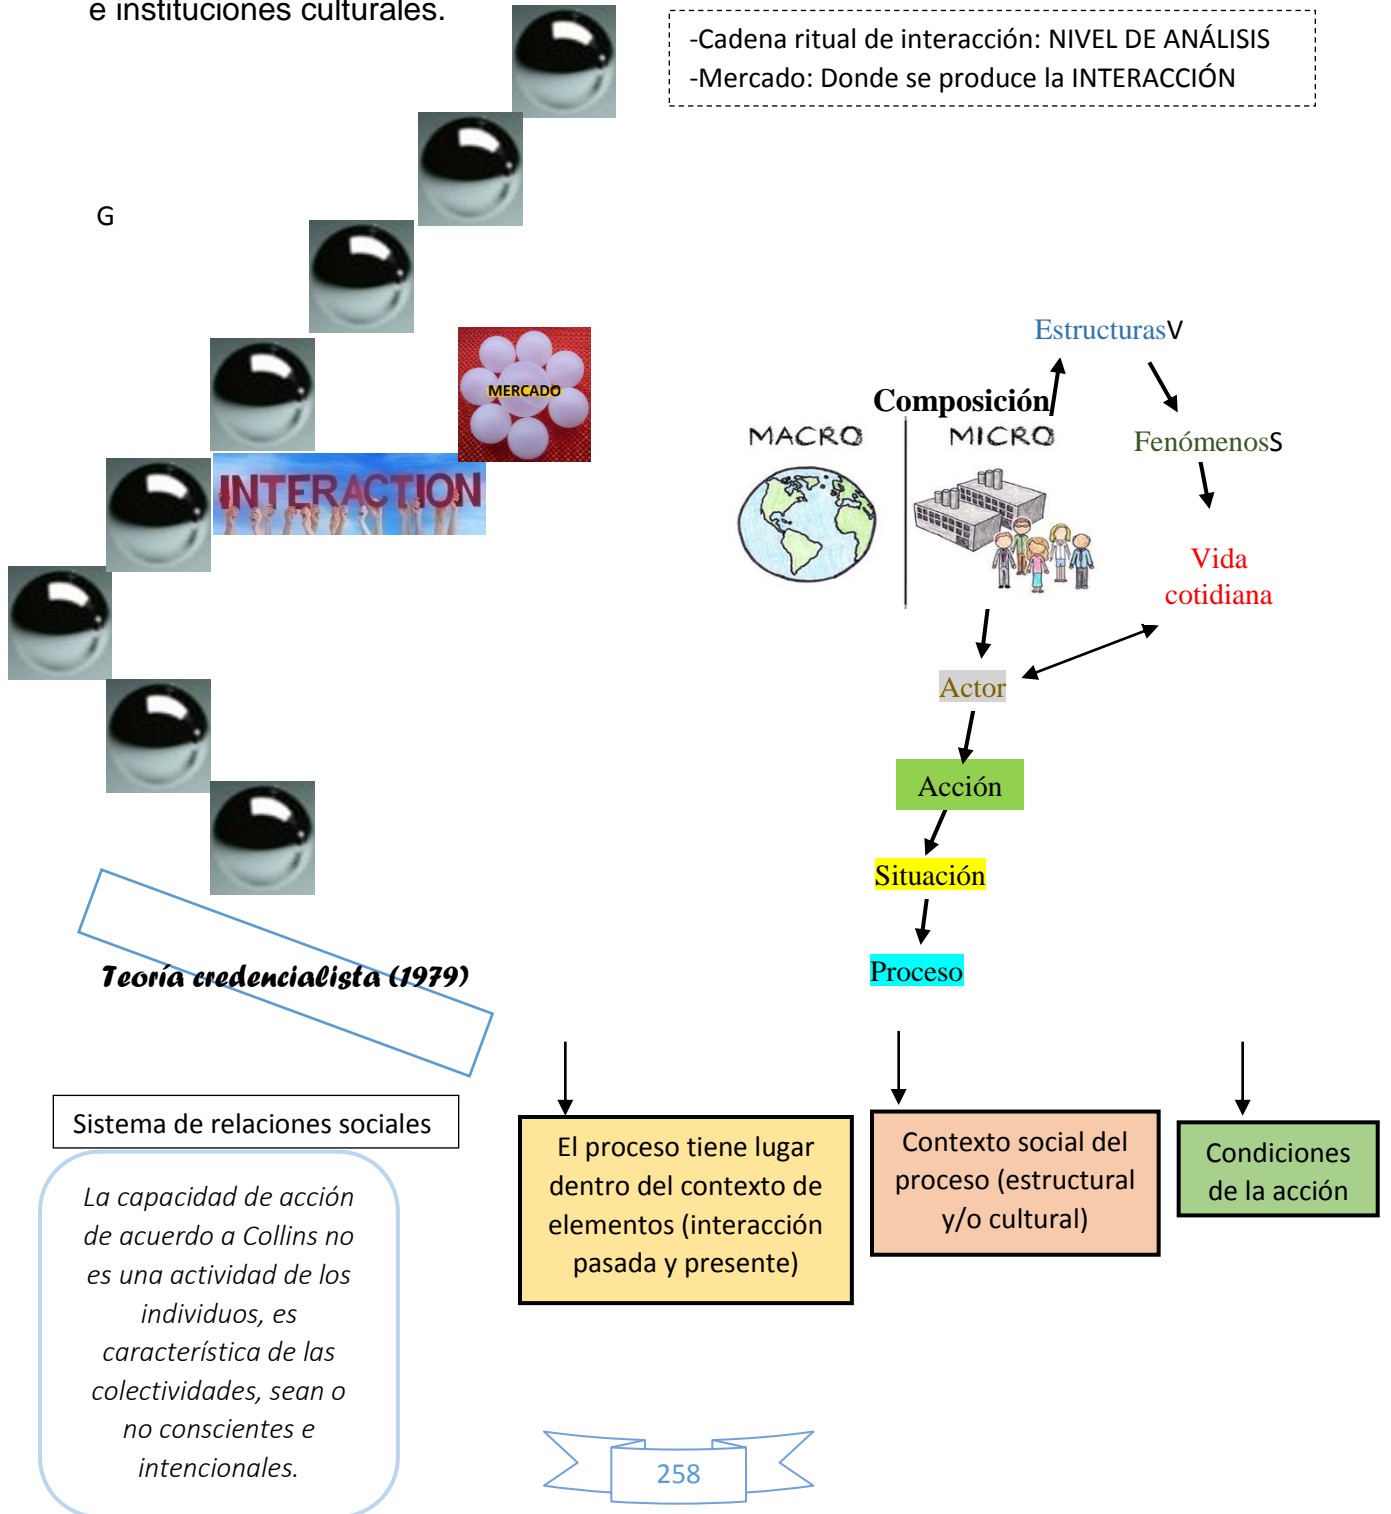 e instituciones culturales.
-Cadena ritual de interacción: NIVEL DE ANÁLISIS
-Mercado: Donde se produce la INTERACCIÓN
G
MERCADO
INTERACTION
EstructurasV
Composición
MACRO
MICRO
FenómenosS
Vida
cotidiana
Actor
Acción
Situación
Proceso
Teoría credencialista (1979)
Sistema de relaciones sociales
La capacidad de acción
de acuerdo a Collins no
es una actividad de los
individuos, es
característica de las
colectividades, sean o
no conscientes e
intencionales.
El proceso tiene lugar
dentro del contexto de
elementos (interacción
pasada y presente)
Contexto social del
proceso (estructural
y/o cultural)
Condiciones
de la acción
258